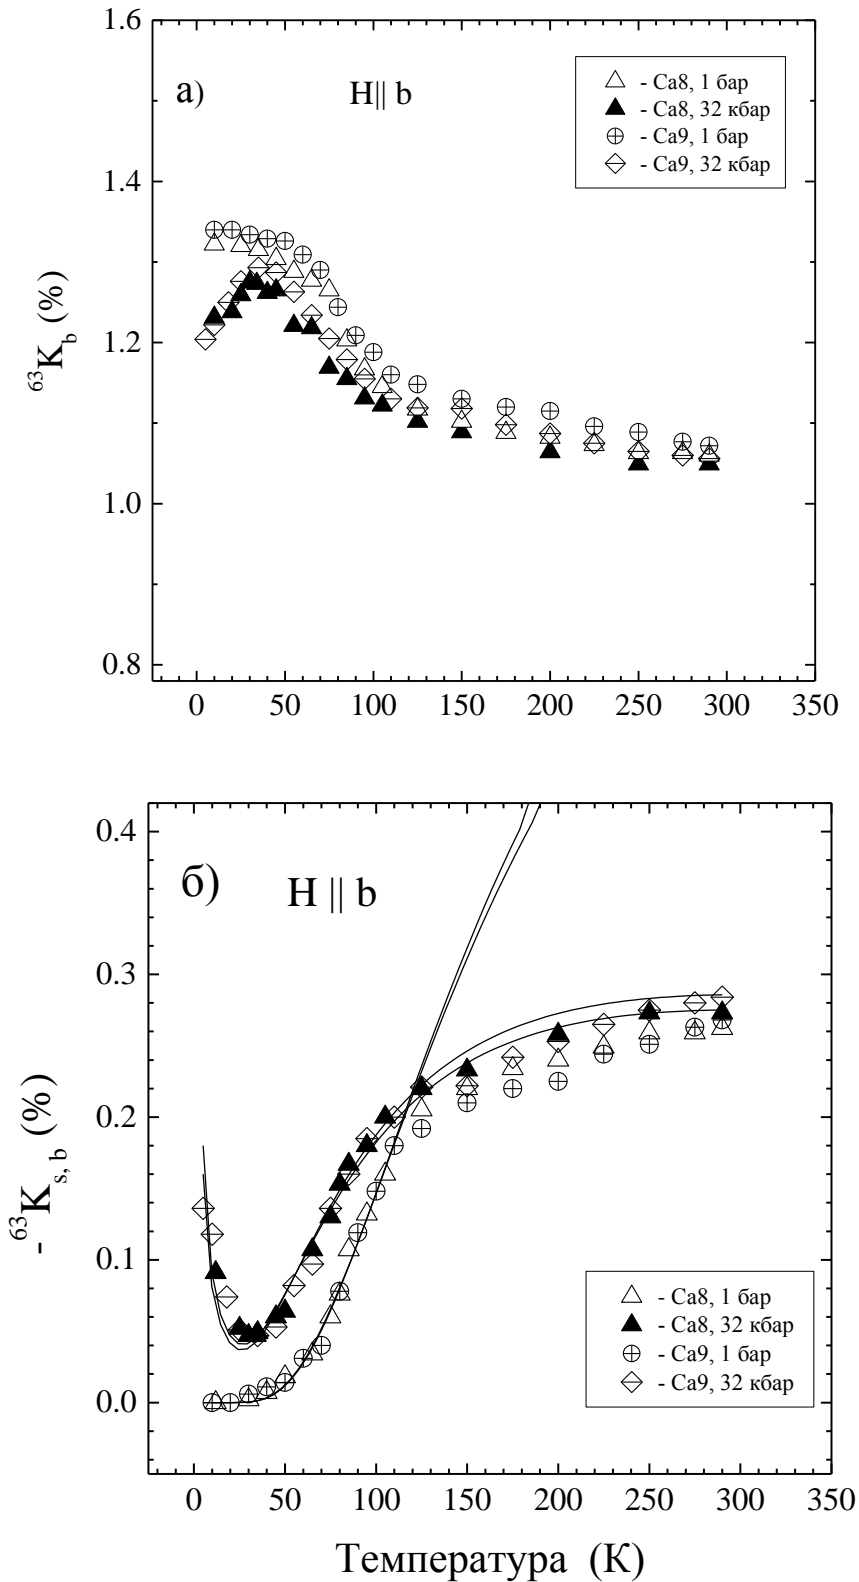 1.6
а)
H|| b
- Ca8, 1 бар
- Ca8, 32 кбар
- Ca9, 1 бар
- Ca9, 32 кбар
1.4
1.2
1.0
0.8
⁶³K_b (%)
0 50 100 150 200 250 300 350
0.4
б)
H || b
0.3
0.2
0.1
0.0
- ⁶³K_s, b (%)
- Ca8, 1 бар
- Ca8, 32 кбар
- Ca9, 1 бар
- Ca9, 32 кбар
0 50 100 150 200 250 300 350
Температура (К)